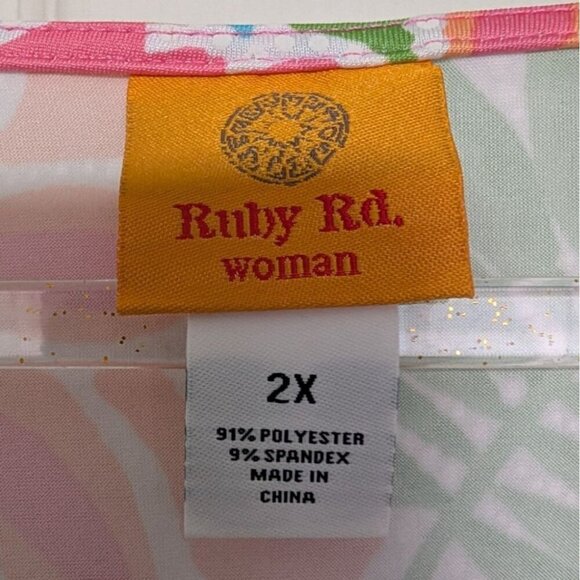 Ruby Rd.
woman
2X
91% POLYESTER
9% SPANDEX
MADE IN
CHINA